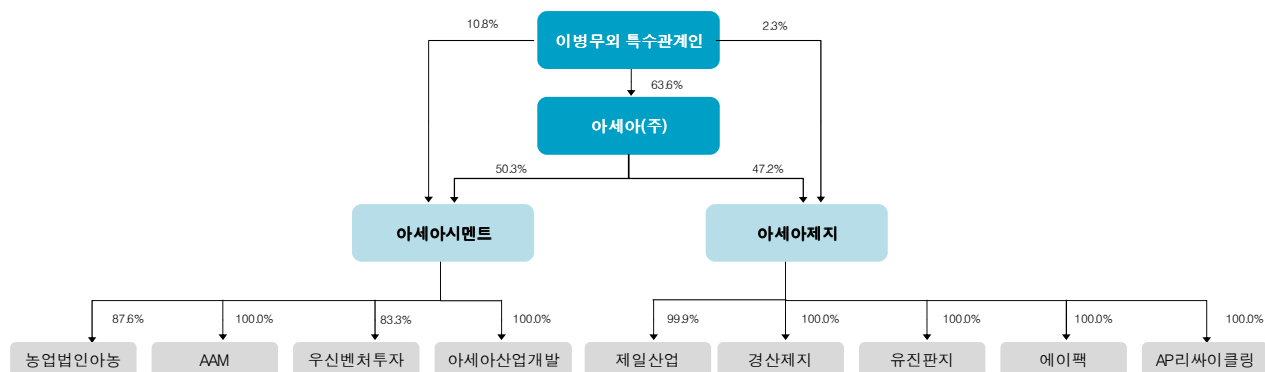 10.8%
이병무외 특수관계인
2.3%
63.6%
아세아(주)
50.3%
47.2%
아세아시멘트
아세아제지
87.6%
100.0%
83.3%
100.0%
99.9%
100.0%
100.0%
100.0%
100.0%
농업법인아농
AAM
우신벤처투자
아세아산업개발
제일산업
경산제지
유진판지
에이팩
AP리싸이클링